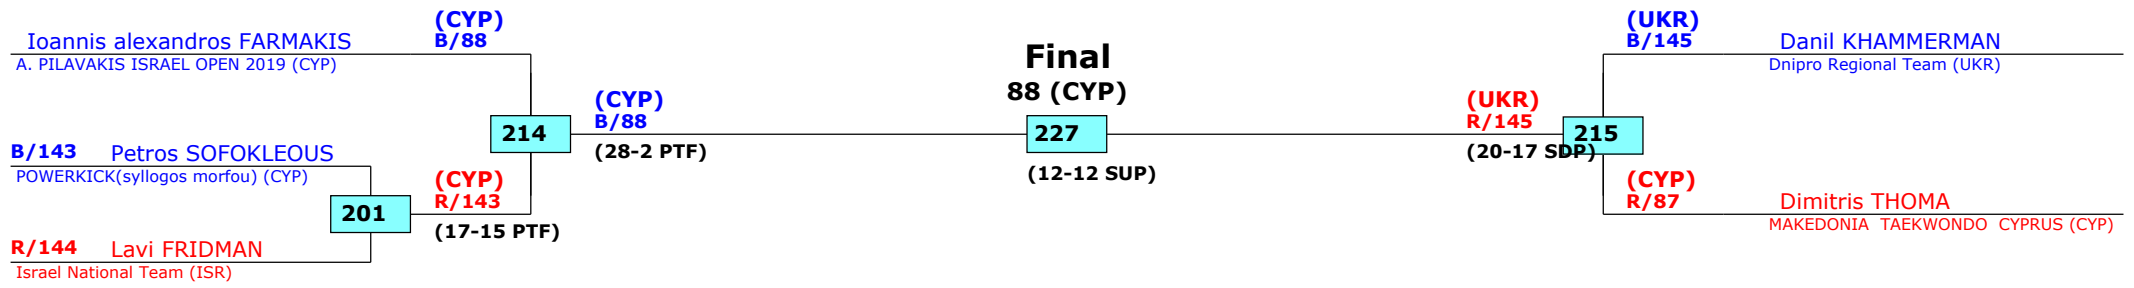 (CYP)
B/88
Ioannis alexandros FARMAKIS
A. PILAVAKIS ISRAEL OPEN 2019 (CYP)
B/143 Petros SOFOKLEOUS
POWERKICK(syllogos morfou) (CYP)
201
R/144 Lavi FRIDMAN
Israel National Team (ISR)
(CYP)
R/143
(17-15 PTF)
214
(CYP)
B/88
(28-2 PTF)
Final
88 (CYP)
227
(12-12 SUP)
(UKR)
R/145
(20-17 SDP)
215
(UKR)
B/145
Danil KHAMMERMAN
Dnipro Regional Team (UKR)
(CYP)
R/87
Dimitris THOMA
MAKEDONIA TAEKWONDO CYPRUS (CYP)